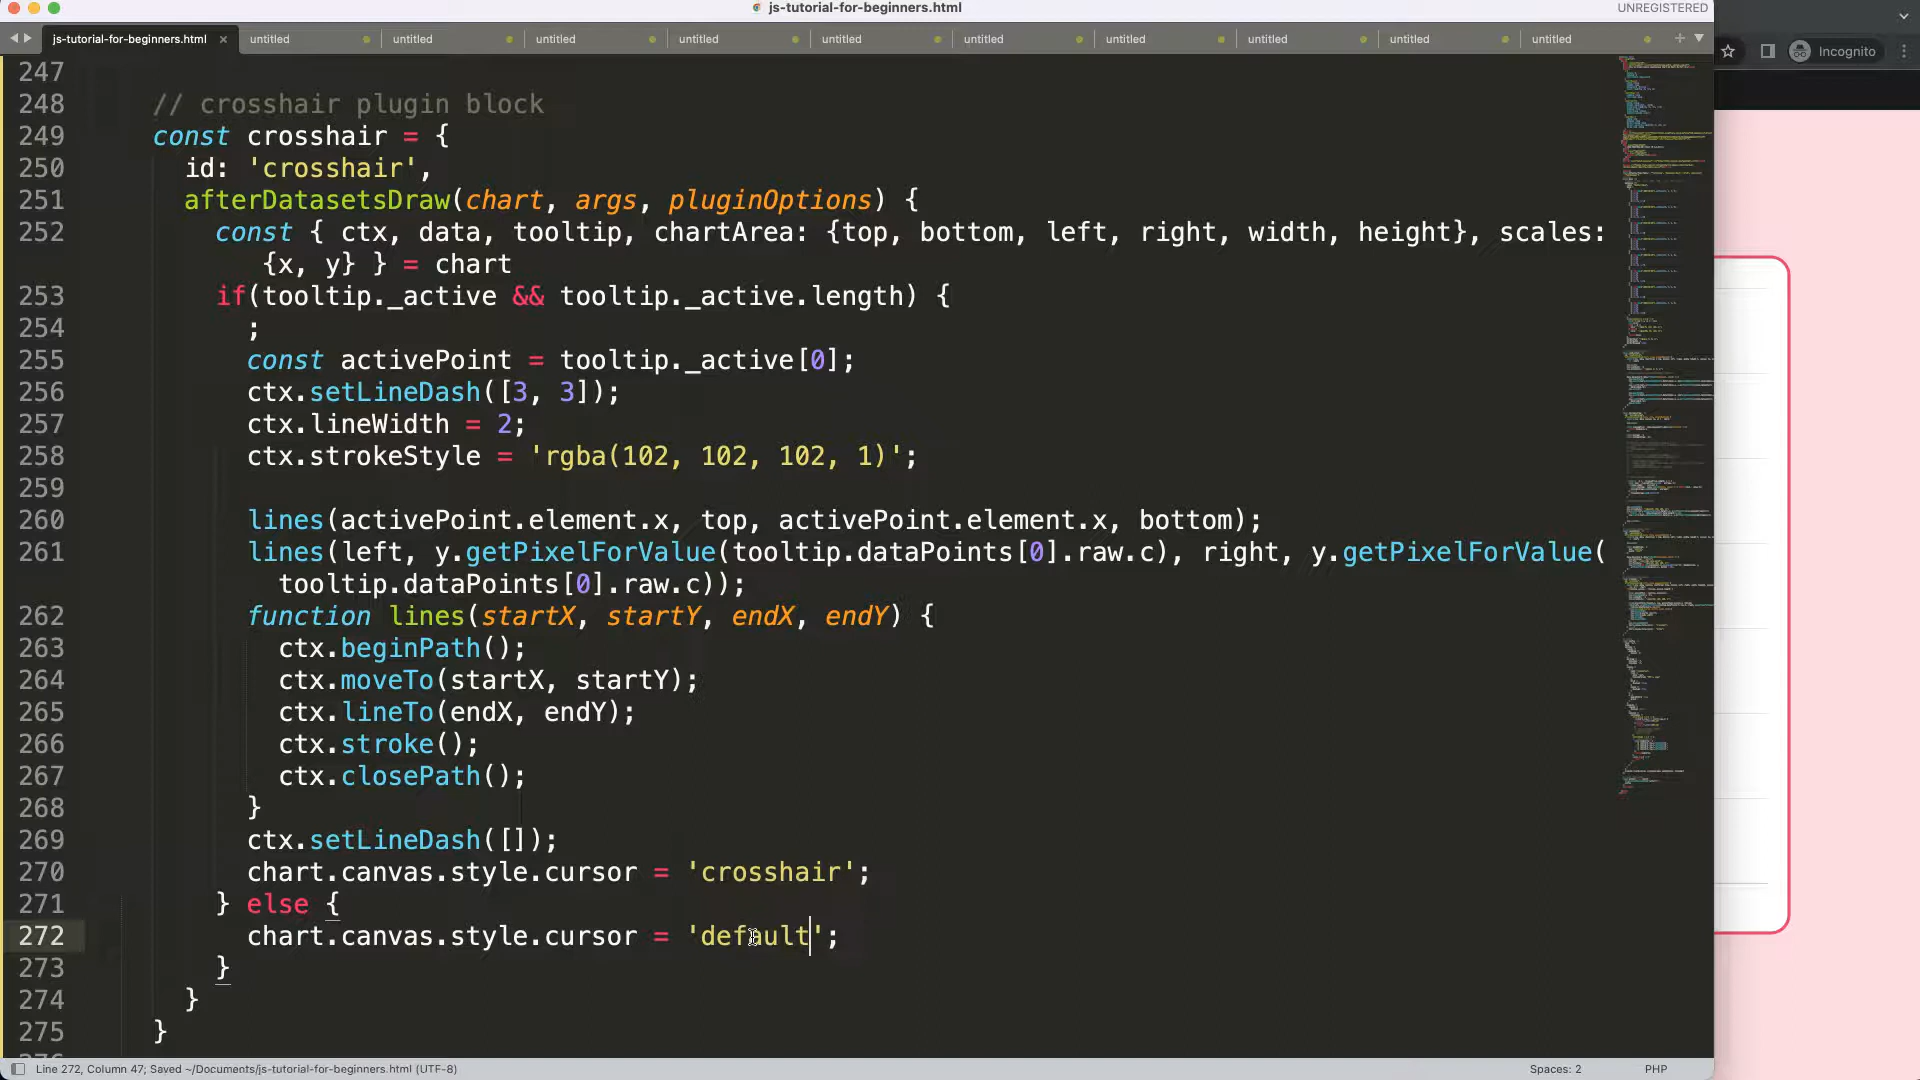 js-tutorial-for-beginners.html
UNREGISTERED
js-tutorial-for-beginners.html × untitled untitled untitled untitled untitled untitled untitled untitled untitled untitled
Incognito
247
248 // crosshair plugin block
249 const crosshair = {
250 id: 'crosshair',
251 afterDatasetsDraw(chart, args, pluginOptions) {
252 const { ctx, data, tooltip, chartArea: {top, bottom, left, right, width, height}, scales:
{x, y} } = chart
253 if(tooltip._active && tooltip._active.length) {
254 ;
255 const activePoint = tooltip._active[0];
256 ctx.setLineDash([3, 3]);
257 ctx.lineWidth = 2;
258 ctx.strokeStyle = 'rgba(102, 102, 102, 1)';
259
260 lines(activePoint.element.x, top, activePoint.element.x, bottom);
261 lines(left, y.getPixelForValue(tooltip.dataPoints[0].raw.c), right, y.getPixelForValue(
tooltip.dataPoints[0].raw.c));
262 function lines(startX, startY, endX, endY) {
263 ctx.beginPath();
264 ctx.moveTo(startX, startY);
265 ctx.lineTo(endX, endY);
266 ctx.stroke();
267 ctx.closePath();
268 }
269 ctx.setLineDash([]);
270 chart.canvas.style.cursor = 'crosshair';
271 } else {
272 chart.canvas.style.cursor = 'default';
273 }
274 }
275 }
Line 272, Column 47; Saved ~/Documents/js-tutorial-for-beginners.html (UTF-8)
Spaces: 2
PHP